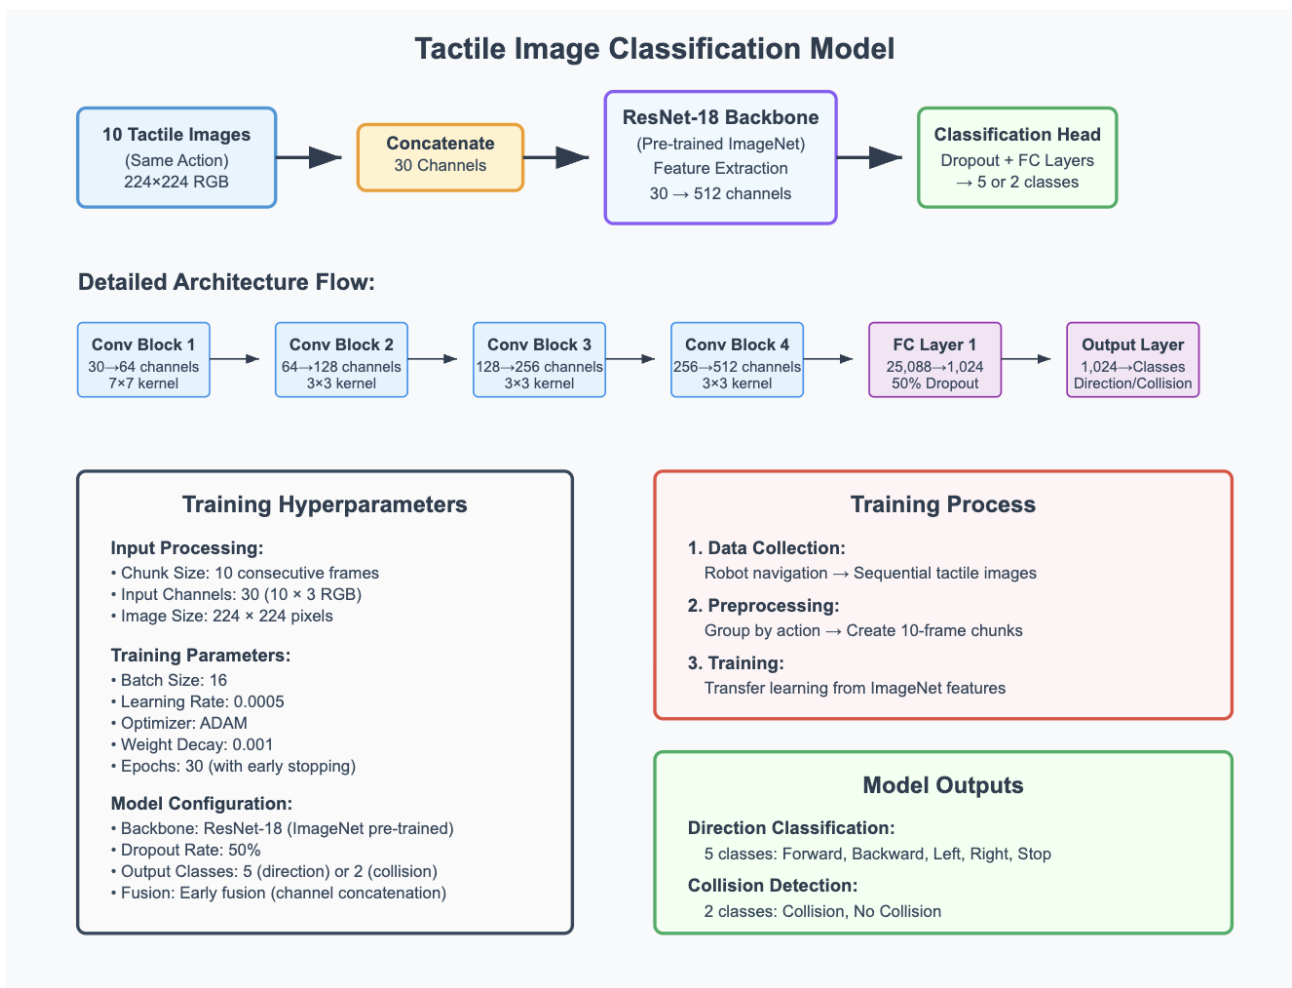 Tactile Image Classification Model
10 Tactile Images
(Same Action)
224×224 RGB
Concatenate
30 Channels
ResNet-18 Backbone
(Pre-trained ImageNet)
Feature Extraction
30 → 512 channels
Classification Head
Dropout + FC Layers
→ 5 or 2 classes
Detailed Architecture Flow:
Conv Block 1
30→64 channels
7×7 kernel
Conv Block 2
64→128 channels
3×3 kernel
Conv Block 3
128→256 channels
3×3 kernel
Conv Block 4
256→512 channels
3×3 kernel
FC Layer 1
25,088→1,024
50% Dropout
Output Layer
1,024→Classes
Direction/Collision
Training Hyperparameters
Input Processing:
• Chunk Size: 10 consecutive frames
• Input Channels: 30 (10 × 3 RGB)
• Image Size: 224 × 224 pixels
Training Parameters:
• Batch Size: 16
• Learning Rate: 0.0005
• Optimizer: ADAM
• Weight Decay: 0.001
• Epochs: 30 (with early stopping)
Model Configuration:
• Backbone: ResNet-18 (ImageNet pre-trained)
• Dropout Rate: 50%
• Output Classes: 5 (direction) or 2 (collision)
• Fusion: Early fusion (channel concatenation)
Training Process
1. Data Collection:
Robot navigation → Sequential tactile images
2. Preprocessing:
Group by action → Create 10-frame chunks
3. Training:
Transfer learning from ImageNet features
Model Outputs
Direction Classification:
5 classes: Forward, Backward, Left, Right, Stop
Collision Detection:
2 classes: Collision, No Collision